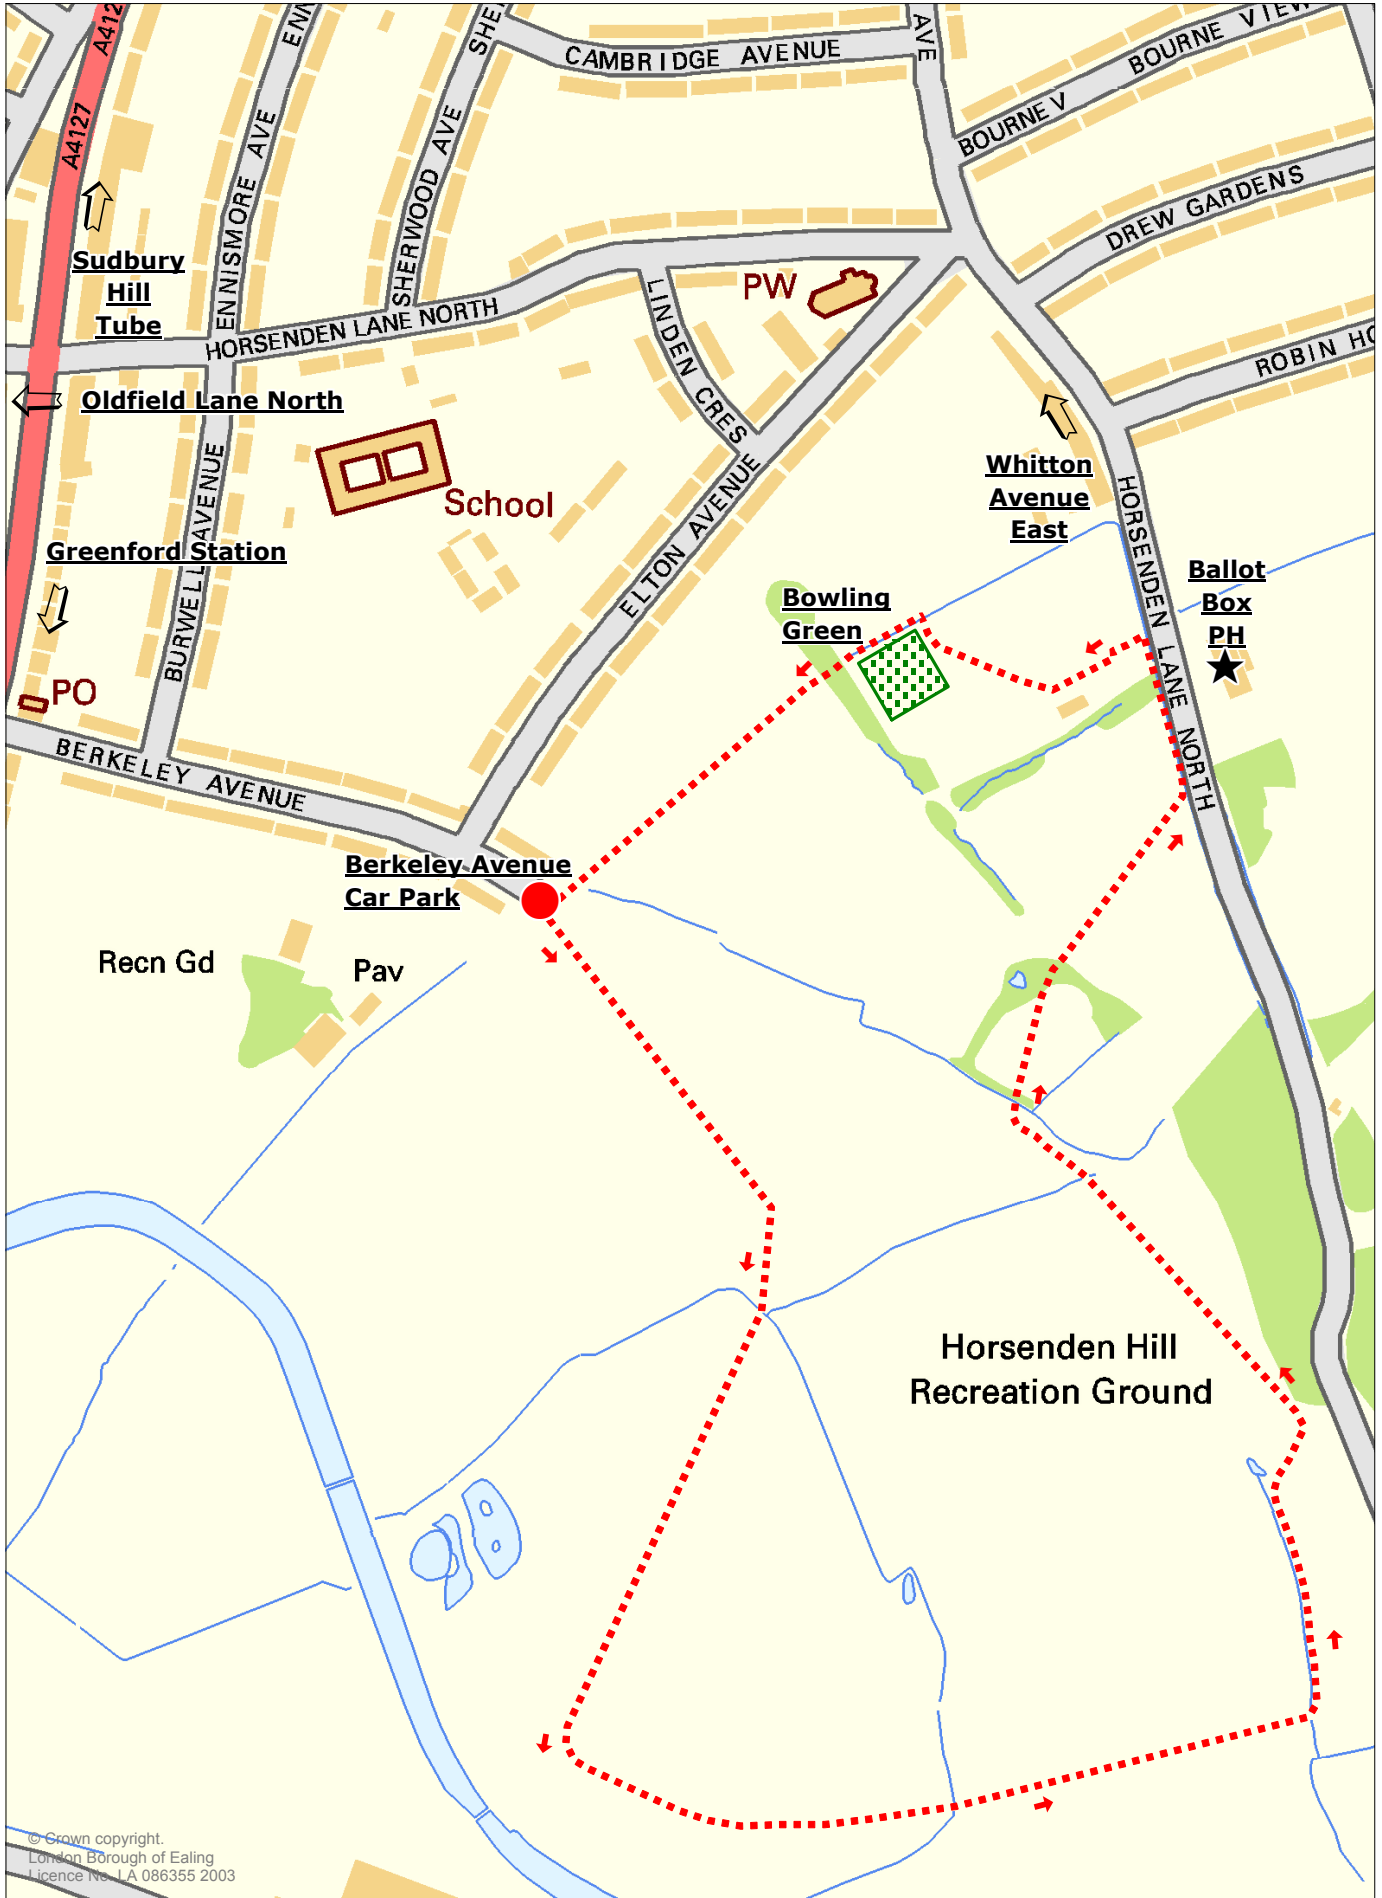 A412
ENN
SHE
CAMBRIDGE AVENUE
AVE
BOURNE VIEW
BOURNE V
A4127
ENNISMORE AVE
SHERWOOD AVE
DREW GARDENS
Sudbury
Hill
Tube
PW
HORSENDEN LANE NORTH
LINDEN CRES
ROBIN HO
Oldfield Lane North
School
Whitton
Avenue
East
BURWELL AVENUE
ELTON AVENUE
HORSENDEN LANE NORTH
Greenford Station
Ballot
Box
PH
Bowling
Green
PO
BERKELEY AVENUE
Berkeley Avenue
Car Park
Recn Gd
Pav
Horsenden Hill
Recreation Ground
© Crown copyright.
London Borough of Ealing
Licence No. LA 086355 2003